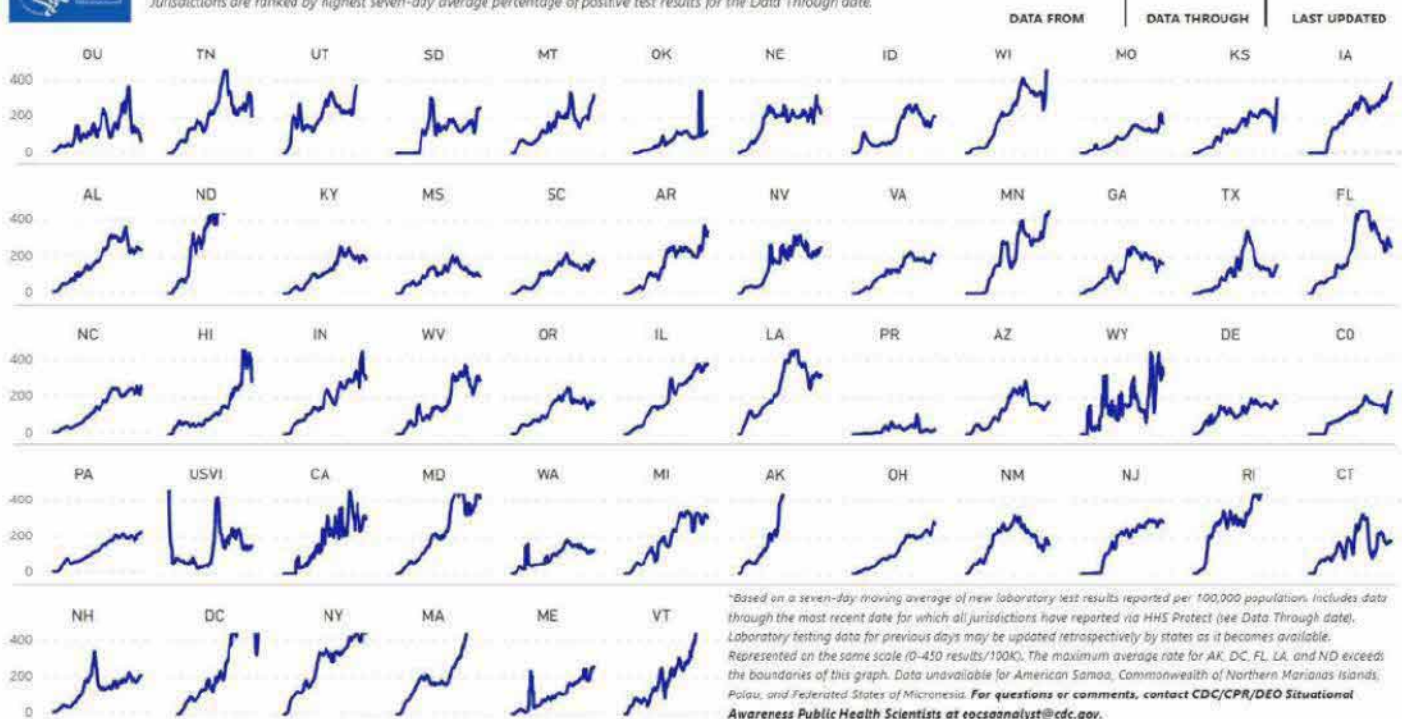 Jurisdictions are ranked by highest seven-day average percentage of positive test results for the Data Through date.
DATA FROM
DATA THROUGH
LAST UPDATED
GU TN UT SD MT OK NE ID WI MO KS IA
400
200
0
AL ND KY MS SC AR NV VA MN GA TX FL
400
200
0
NC HI IN WV OR IL LA PR AZ WY DE CO
400
200
0
PA USVI CA MD WA MI AK OH NM NJ RI CT
400
200
0
NH DC NY MA ME VT
400
200
0
*Based on a seven-day moving average of new laboratory test results reported per 100,000 population. Includes data
through the most recent date for which all jurisdictions have reported via HHS Protect (see Data Through date).
Laboratory testing data for previous days may be updated retrospectively by states as it becomes available.
Represented on the same scale (0-450 results/100K). The maximum average rate for AK, DC, FL, LA, and ND exceeds
the boundaries of this graph. Data unavailable for American Samoa, Commonwealth of Northern Marianas Islands,
Palau, and Federated States of Micronesia. For questions or comments, contact CDC/CPR/DEO Situational
Awareness Public Health Scientists at eocsaanalyst@cdc.gov.